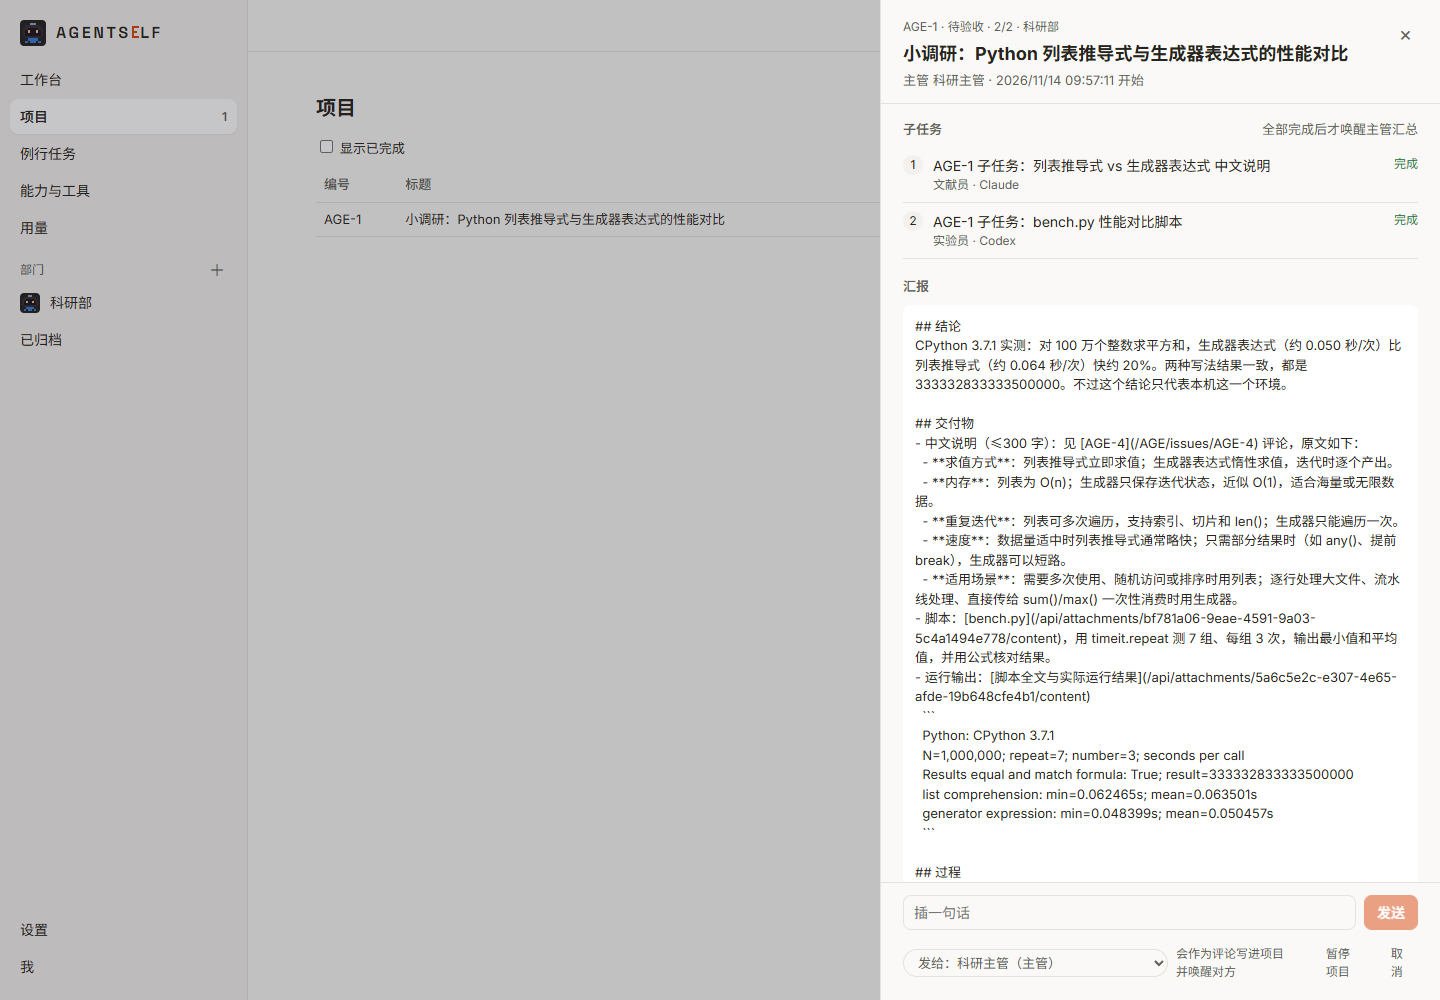 AGENTSELF
工作台
项目 1
例行任务
能力与工具
用量
部门
科研部
已归档
设置
我
项目
显示已完成
编号 标题
AGE-1 小调研：Python 列表推导式与生成器表达式的性能对比
AGE-1 · 待验收 · 2/2 · 科研部
小调研：Python 列表推导式与生成器表达式的性能对比
主管 科研主管 · 2026/11/14 09:57:11 开始
子任务 全部完成后才唤醒主管汇总
1 AGE-1 子任务：列表推导式 vs 生成器表达式 中文说明 完成
文献员 · Claude
2 AGE-1 子任务：bench.py 性能对比脚本 完成
实验员 · Codex
汇报
## 结论
CPython 3.7.1 实测：对 100 万个整数求平方和，生成器表达式（约 0.050 秒/次）比
列表推导式（约 0.064 秒/次）快约 20%。两种写法结果一致，都是
333332833333500000。不过这个结论只代表本机这一个环境。
## 交付物
- 中文说明（≤300 字）：见 [AGE-4](/AGE/issues/AGE-4) 评论，原文如下：
- **求值方式**：列表推导式立即求值；生成器表达式惰性求值，迭代时逐个产出。
- **内存**：列表为 O(n)；生成器只保存迭代状态，近似 O(1)，适合海量或无限数
据。
- **重复迭代**：列表可多次遍历，支持索引、切片和 len()；生成器只能遍历一次。
- **速度**：数据量适中时列表推导式通常略快；只需部分结果时（如 any()、提前
break），生成器可以短路。
- **适用场景**：需要多次使用、随机访问或排序时用列表；逐行处理大文件、流水
线处理、直接传给 sum()/max() 一次性消费时用生成器。
- 脚本：[bench.py](/api/attachments/bf781a06-9eae-4591-9a03-
5c4a1494e778/content)，用 timeit.repeat 测 7 组、每组 3 次，输出最小值和平均
值，并用公式核对结果。
- 运行输出：[脚本全文与实际运行结果](/api/attachments/5a6c5e2c-e307-4e65-
afde-19b648cfe4b1/content)
```
Python: CPython 3.7.1
N=1,000,000; repeat=7; number=3; seconds per call
Results equal and match formula: True; result=333332833333500000
list comprehension: min=0.062465s; mean=0.063501s
generator expression: min=0.048399s; mean=0.050457s
```
## 过程
插一句话 发送
发给：科研主管（主管）
会作为评论写进项目
并唤醒对方
暂停
项目
取
消